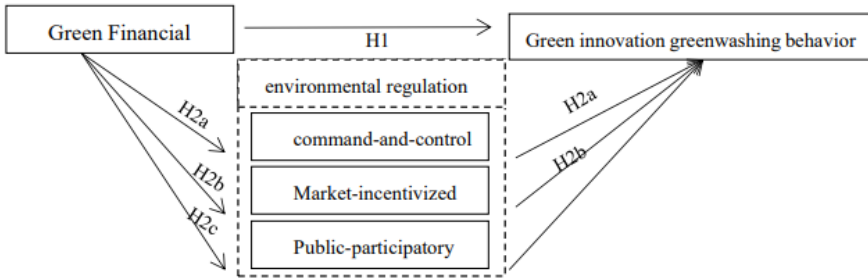 Green Financial
H1
Green innovation greenwashing behavior
environmental regulation
H2a
command-and-control
H2a
H2b
Market-incentivized
H2b
H2c
Public-participatory